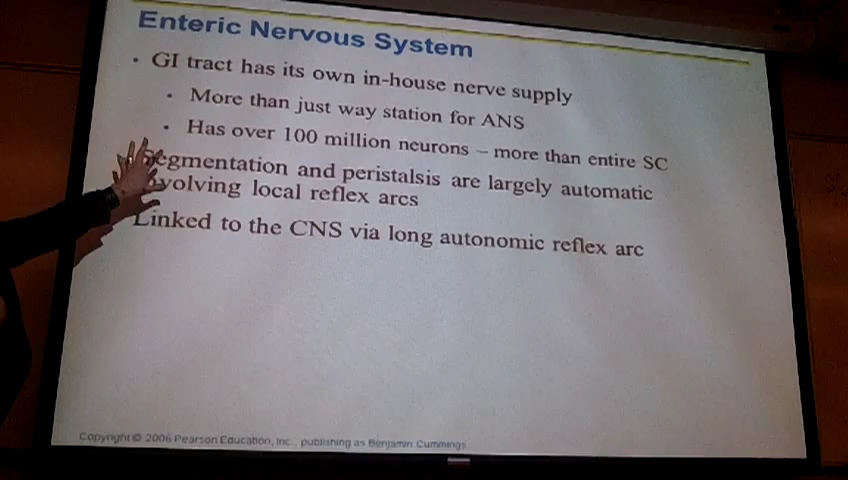 Enteric Nervous System
• GI tract has its own in-house nerve supply
• More than just way station for ANS
• Has over 100 million neurons – more than entire SC
Segmentation and peristalsis are largely automatic
involving local reflex arcs
Linked to the CNS via long autonomic reflex arc
Copyright © 2006 Pearson Education, Inc., publishing as Benjamin Cummings